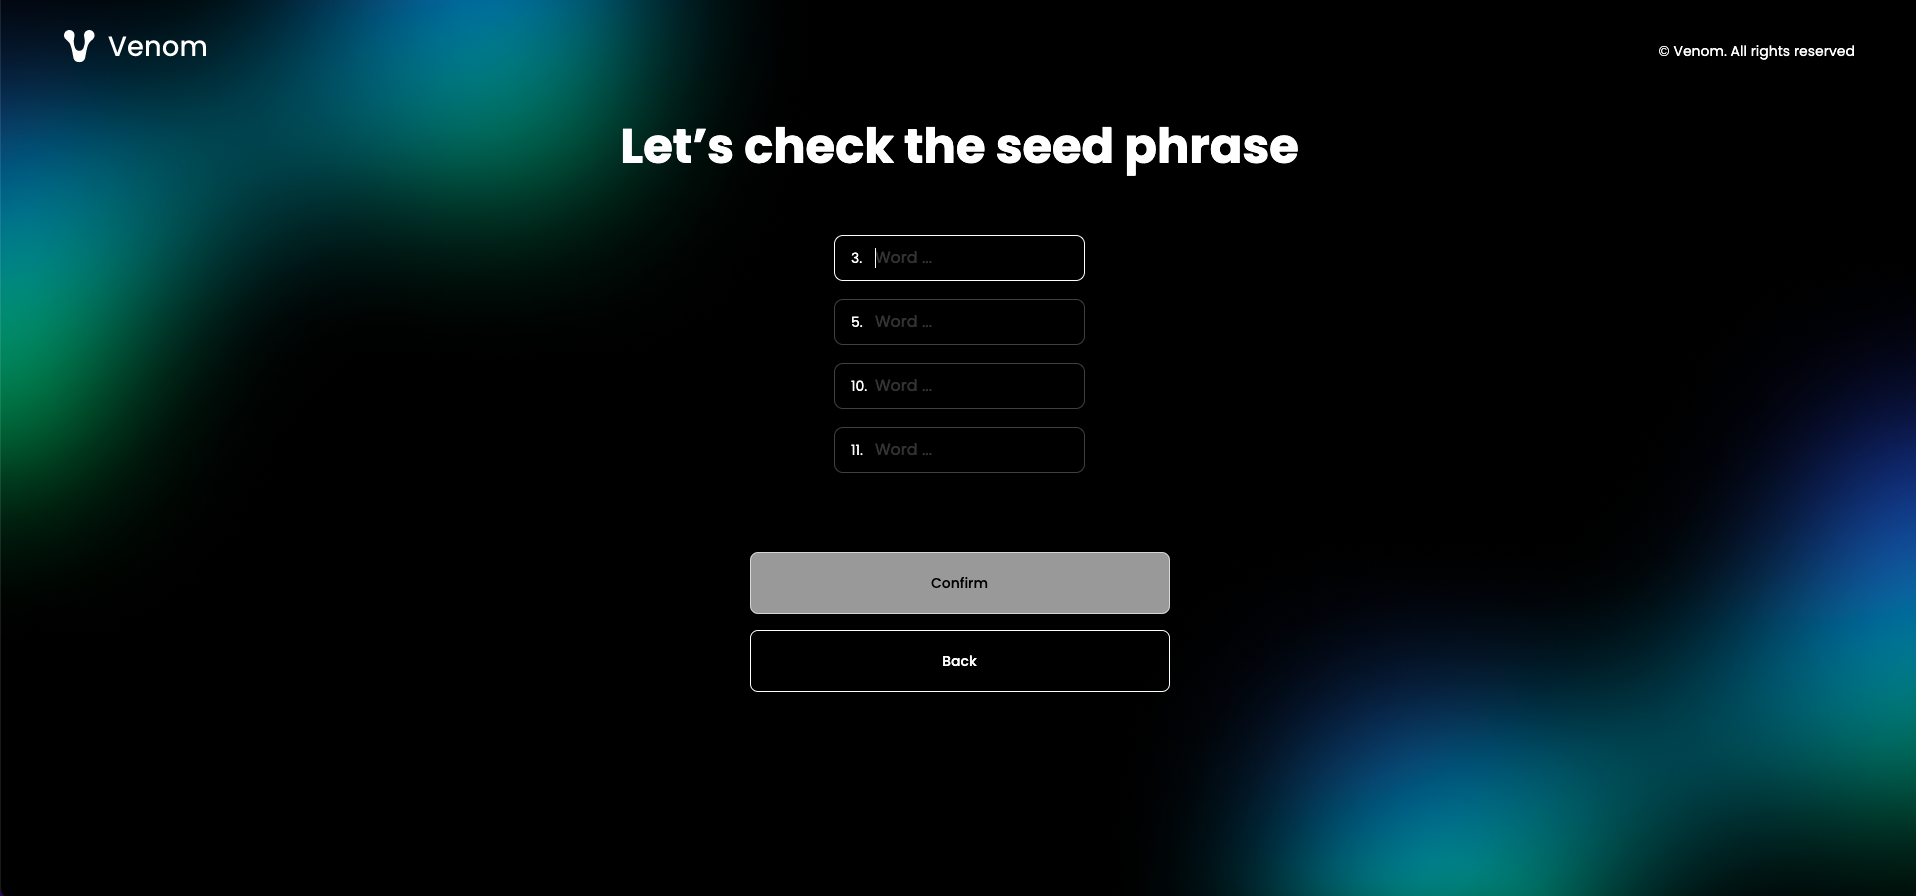 Venom
© Venom. All rights reserved
Let’s check the seed phrase
3. Word ...
5. Word ...
10. Word ...
11. Word ...
Confirm
Back